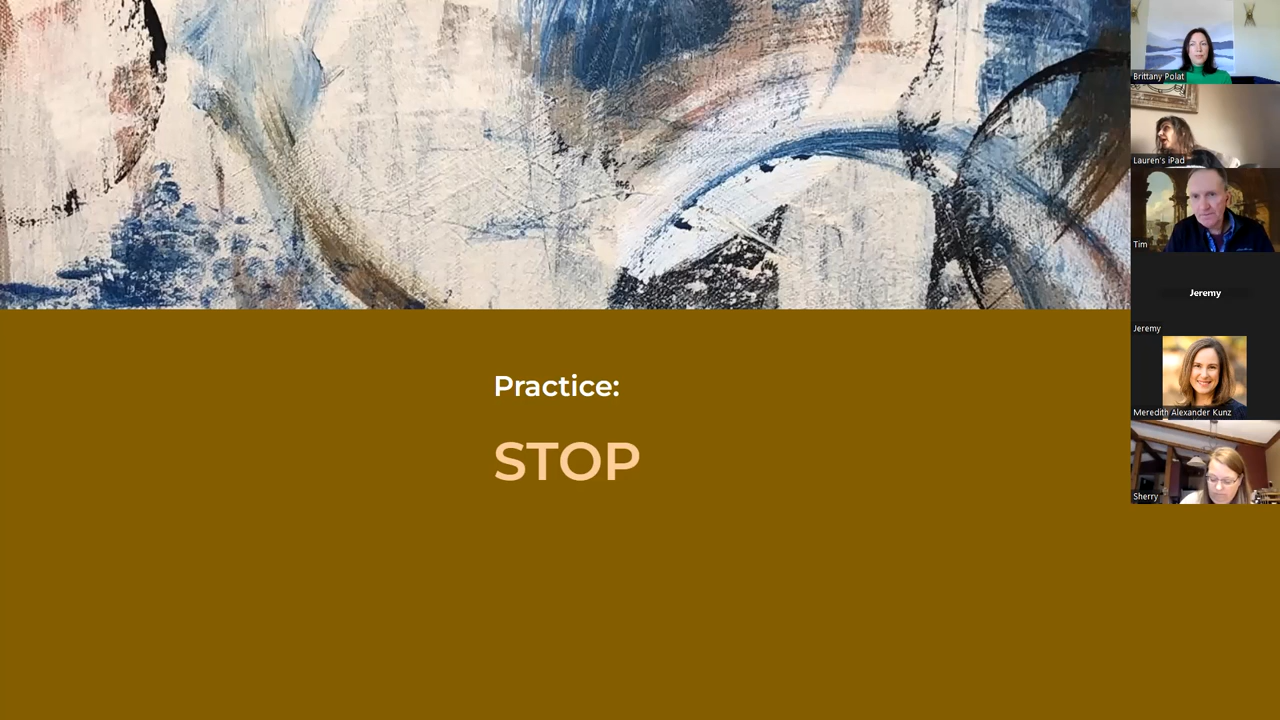 Practice:
STOP
Brittany Polat
Lauren's iPad
Tim
Jeremy
Jeremy
Meredith Alexander Kunz
Sherry